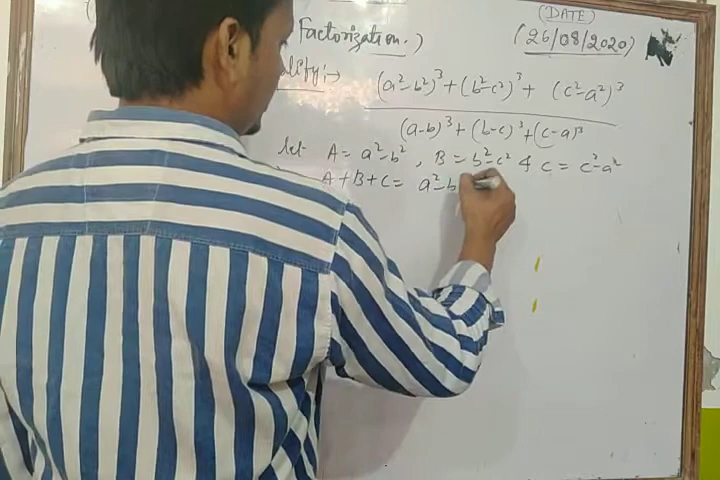 (DATE)
Factorization.) (26/08/2020)
(a²-b²)³+(b²-c²)³+ (c²-a²)³
(a-b)³+(b-c)³+(c-a)³
let A = a²-b² , B = b²-c² & C = c²-a²
A+B+C= a²-b